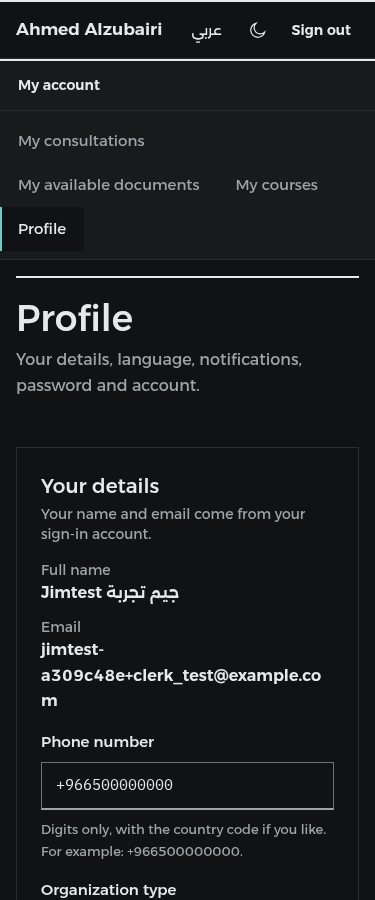 Ahmed Alzubairi عربي Sign out
My account
My consultations
My available documents My courses
Profile
Profile
Your details, language, notifications,
password and account.
Your details
Your name and email come from your
sign-in account.
Full name
Jimtest جيم تجربة
Email
jimtest-
a309c48e+clerk_test@example.co
m
Phone number
+966500000000
Digits only, with the country code if you like.
For example: +966500000000.
Organization type